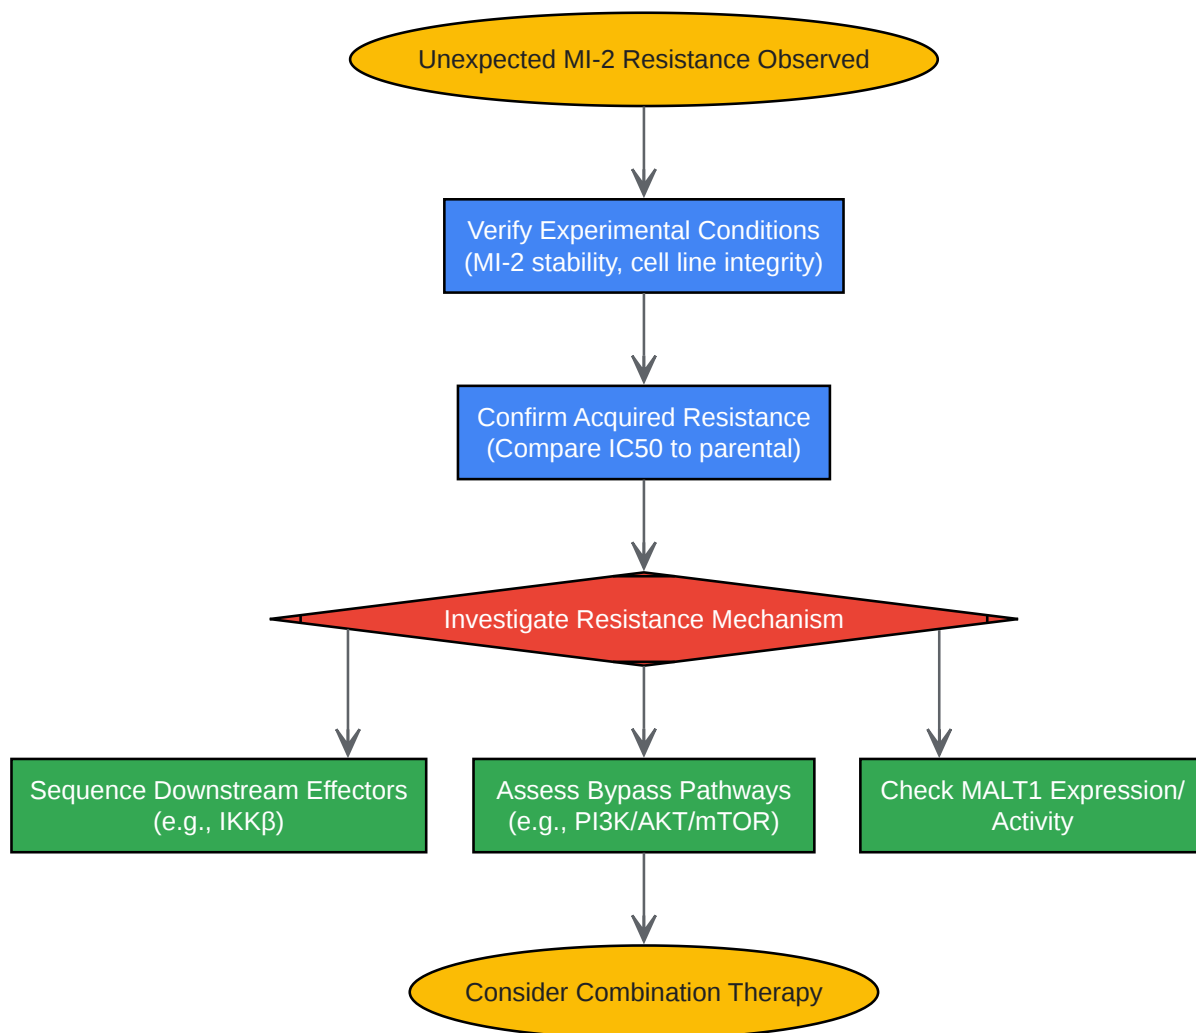 Unexpected MI-2 Resistance Observed
Verify Experimental Conditions
(MI-2 stability, cell line integrity)
Confirm Acquired Resistance
(Compare IC50 to parental)
Investigate Resistance Mechanism
Sequence Downstream Effectors
(e.g., IKKβ)
Assess Bypass Pathways
(e.g., PI3K/AKT/mTOR)
Check MALT1 Expression/
Activity
Consider Combination Therapy